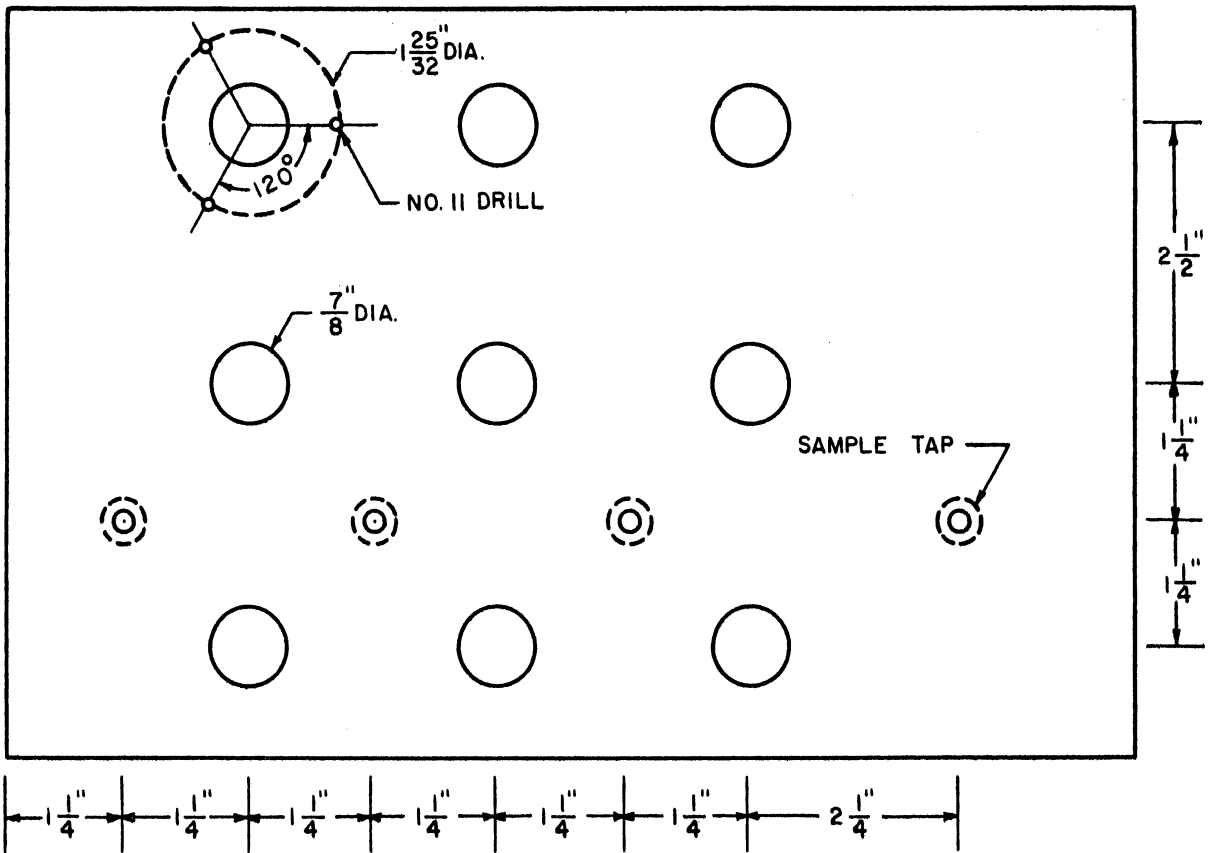 1 25/32" DIA.
120°
NO. 11 DRILL
2 1/2"
7/8" DIA.
1 1/4"
SAMPLE TAP
1 1/4"
1 1/4" 1 1/4" 1 1/4" 1 1/4" 1 1/4" 1 1/4" 2 1/4"